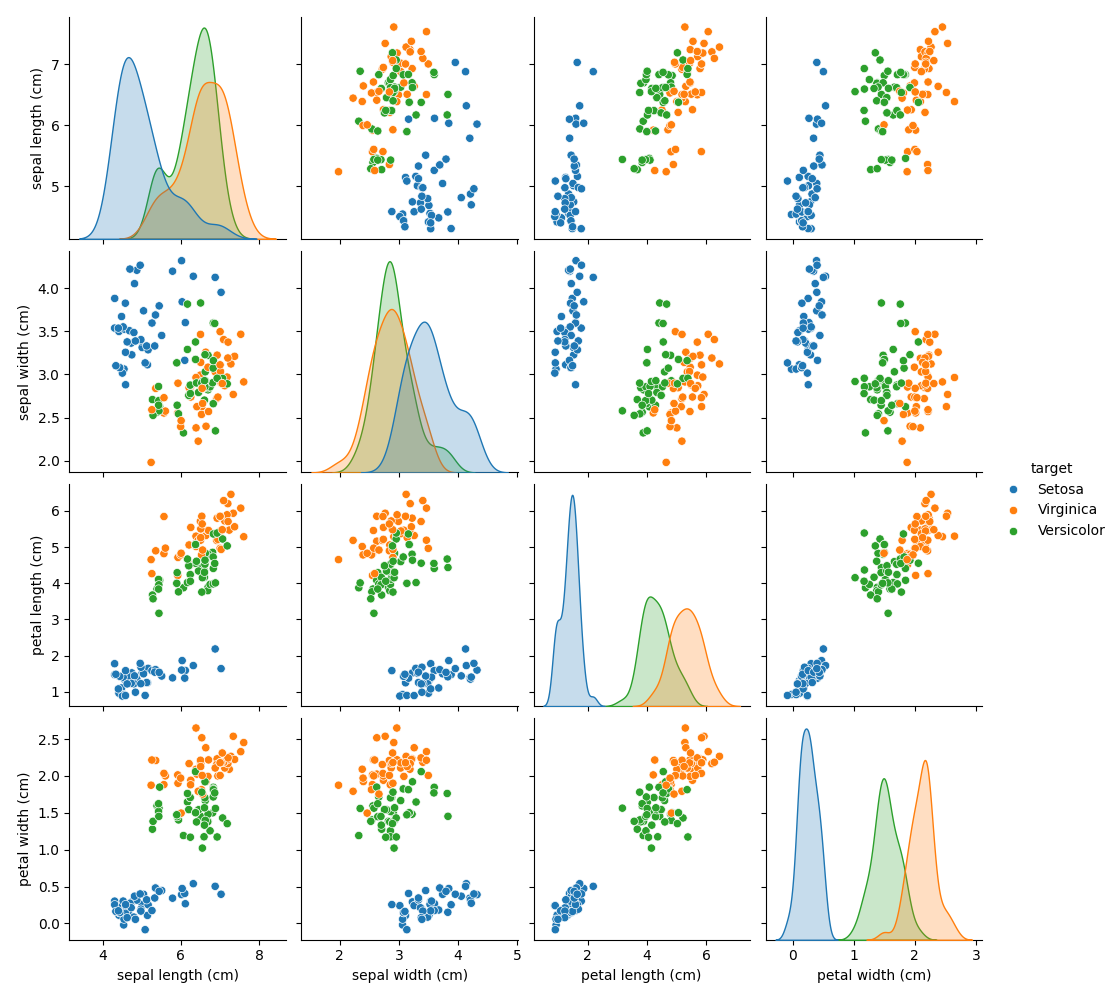 sepal length (cm)
7
6
5
sepal width (cm)
4.0
3.5
3.0
2.5
2.0
target
Setosa
Virginica
Versicolor
petal length (cm)
6
5
4
3
2
1
petal width (cm)
2.5
2.0
1.5
1.0
0.5
0.0
4 6 8 2 3 4 5 2 4 6 0 1 2 3
sepal length (cm) sepal width (cm) petal length (cm) petal width (cm)